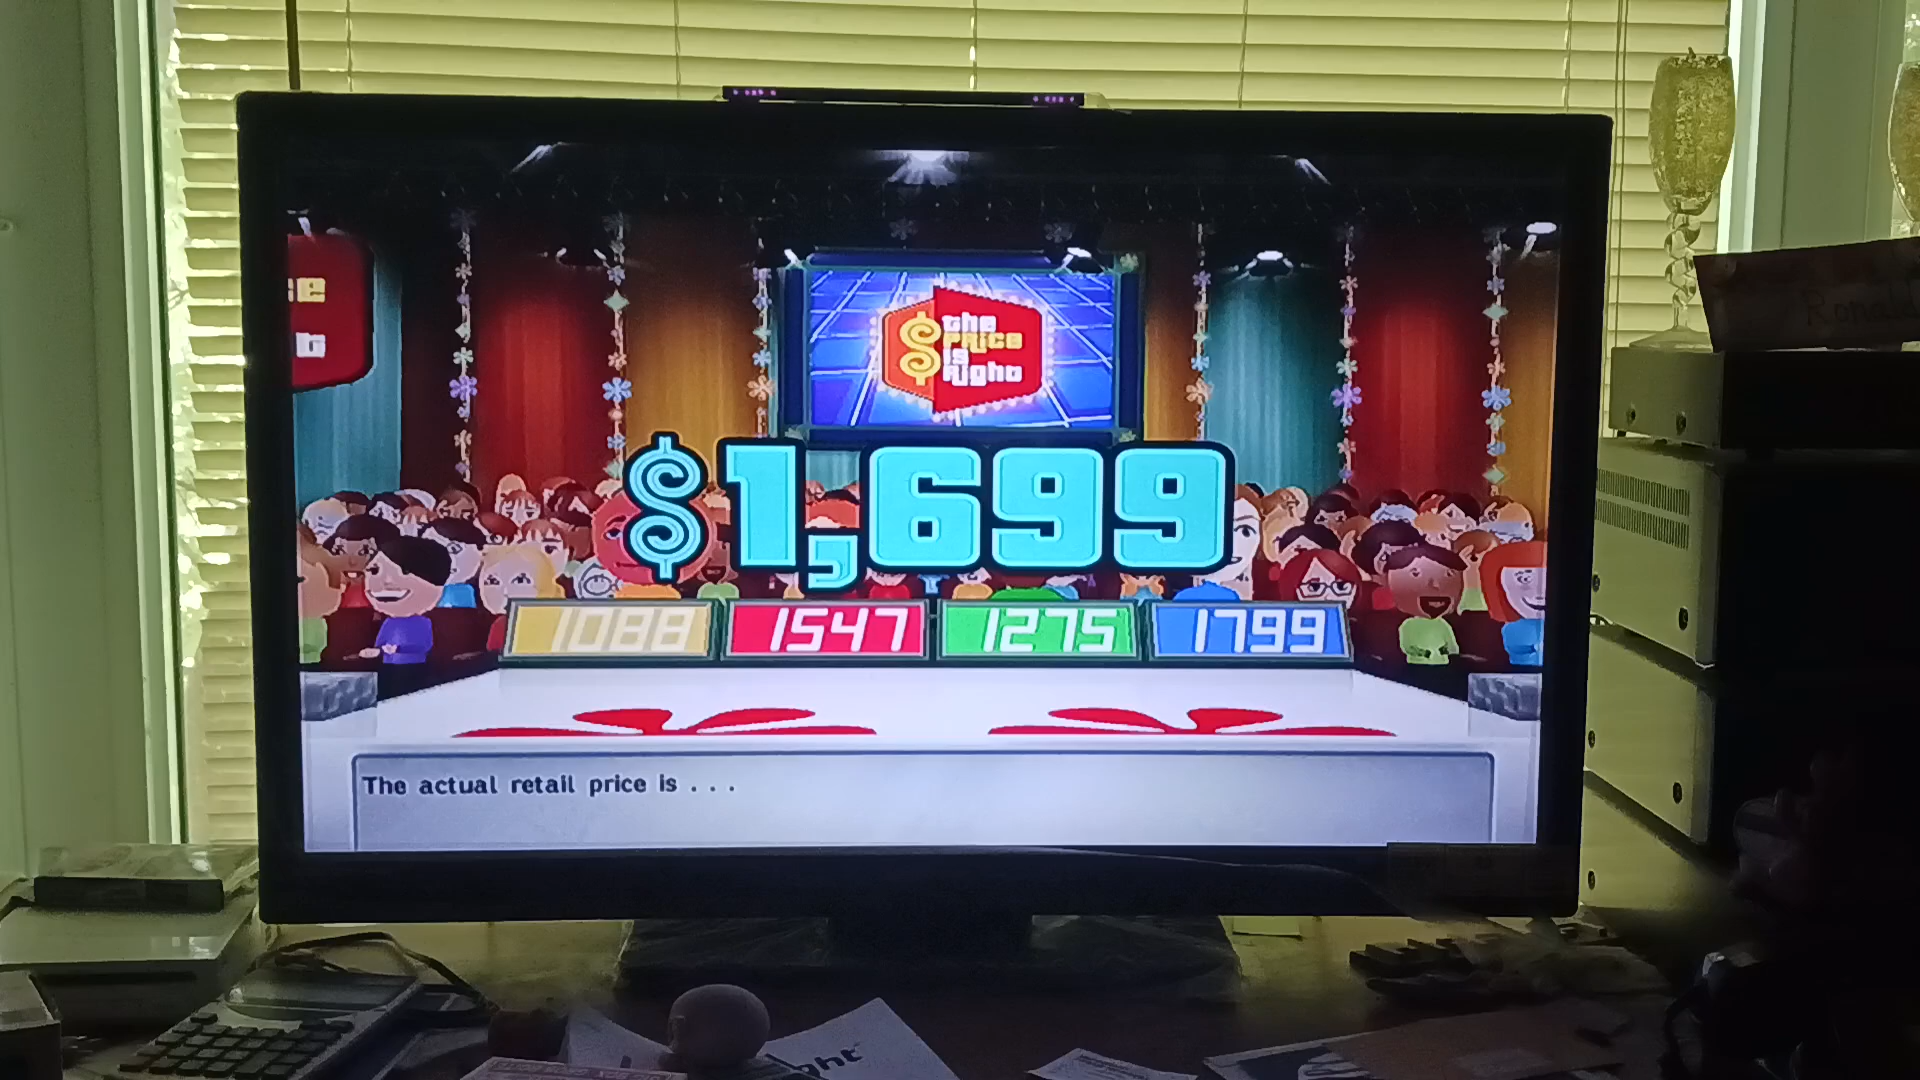 the
PRICE
is
Right
$1,699
1088
1547
1275
1799
The actual retail price is . . .